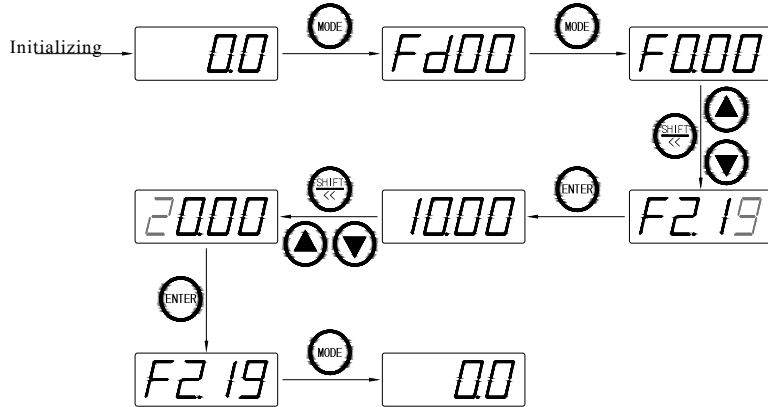 Initializing
0.0
MODE
Fd00
MODE
F0.00
SHIFT
<<
F2.19
ENTER
10.00
SHIFT
<<
20.00
ENTER
F2.19
MODE
0.0